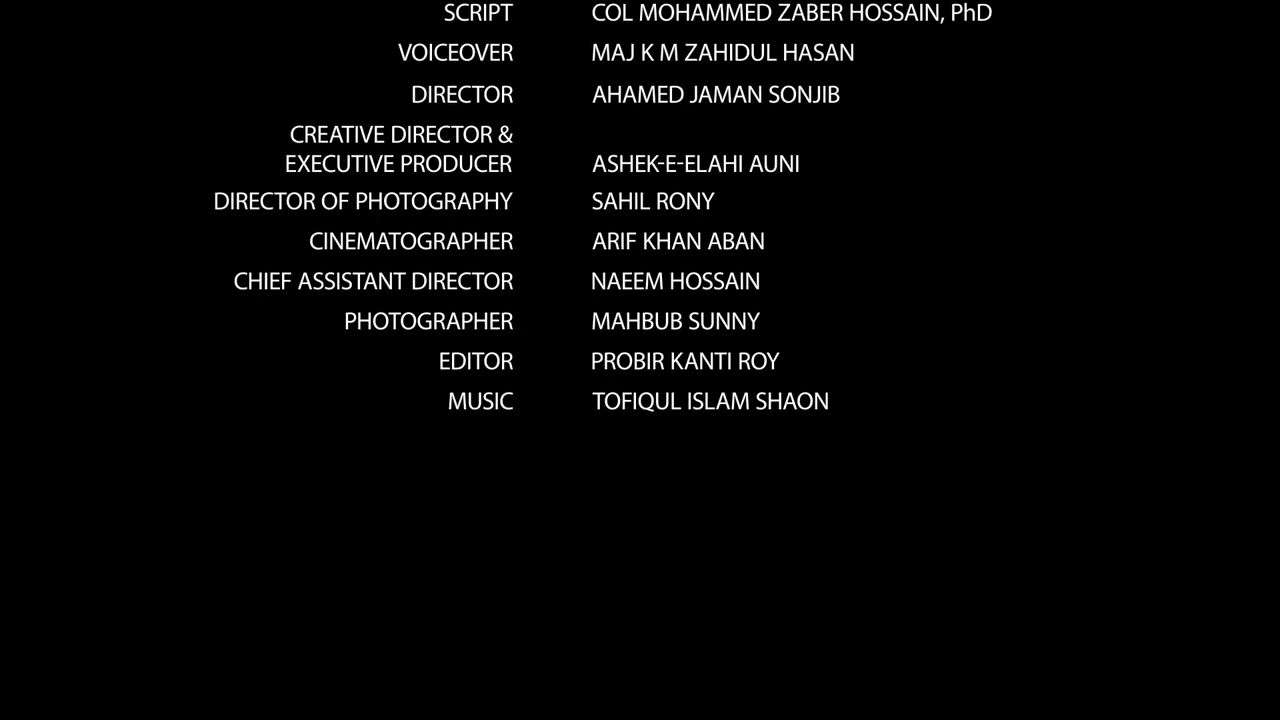 SCRIPT COL MOHAMMED ZABER HOSSAIN, PhD
VOICEOVER MAJ K M ZAHIDUL HASAN
DIRECTOR AHAMED JAMAN SONJIB
CREATIVE DIRECTOR &
EXECUTIVE PRODUCER ASHEK-E-ELAHI AUNI
DIRECTOR OF PHOTOGRAPHY SAHIL RONY
CINEMATOGRAPHER ARIF KHAN ABAN
CHIEF ASSISTANT DIRECTOR NAEEM HOSSAIN
PHOTOGRAPHER MAHBUB SUNNY
EDITOR PROBIR KANTI ROY
MUSIC TOFIQUL ISLAM SHAON